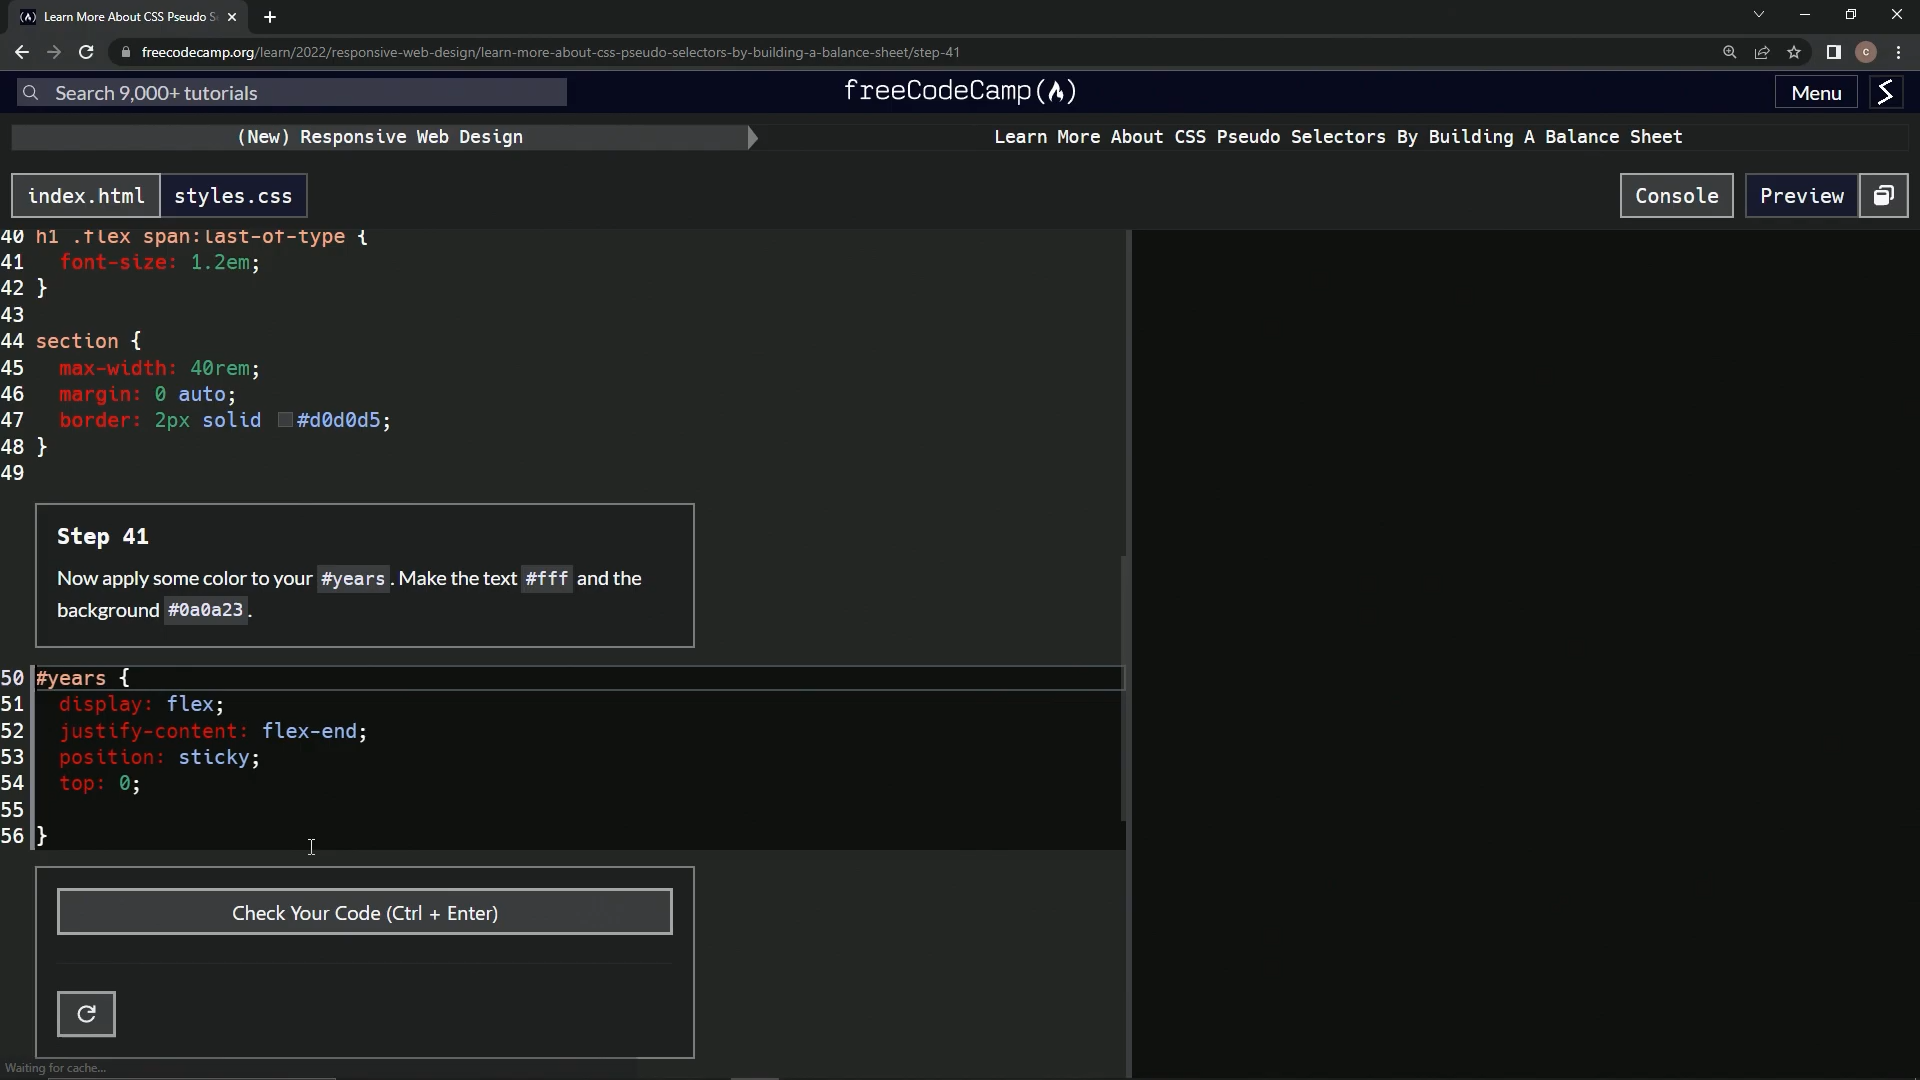 Learn More About CSS Pseudo S
freecodecamp.org/learn/2022/responsive-web-design/learn-more-about-css-pseudo-selectors-by-building-a-balance-sheet/step-41
c
Search 9,000+ tutorials
freeCodeCamp
Menu
(New) Responsive Web Design
Learn More About CSS Pseudo Selectors By Building A Balance Sheet
index.html
styles.css
Console
Preview
40 h1 .flex span:last-of-type {
41 font-size: 1.2em;
42 }
43
44 section {
45 max-width: 40rem;
46 margin: 0 auto;
47 border: 2px solid #d0d0d5;
48 }
49
Step 41
Now apply some color to your #years. Make the text #fff and the
background #0a0a23.
50 #years {
51 display: flex;
52 justify-content: flex-end;
53 position: sticky;
54 top: 0;
55
56 }
Check Your Code (Ctrl + Enter)
Waiting for cache...